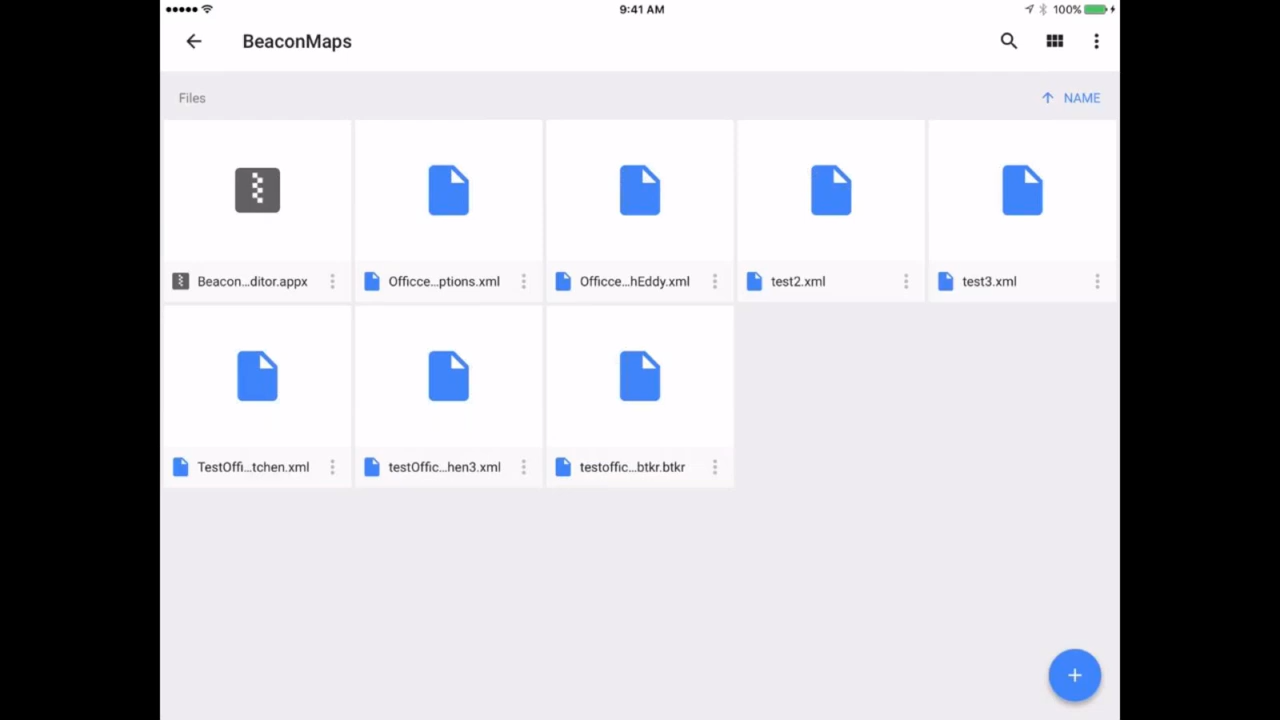 9:41 AM 100%
BeaconMaps
Files NAME
Beacon...ditor.appx Officce...ptions.xml Officce...hEddy.xml test2.xml test3.xml
TestOffi...tchen.xml testOffic...hen3.xml testoffic...btkr.btkr